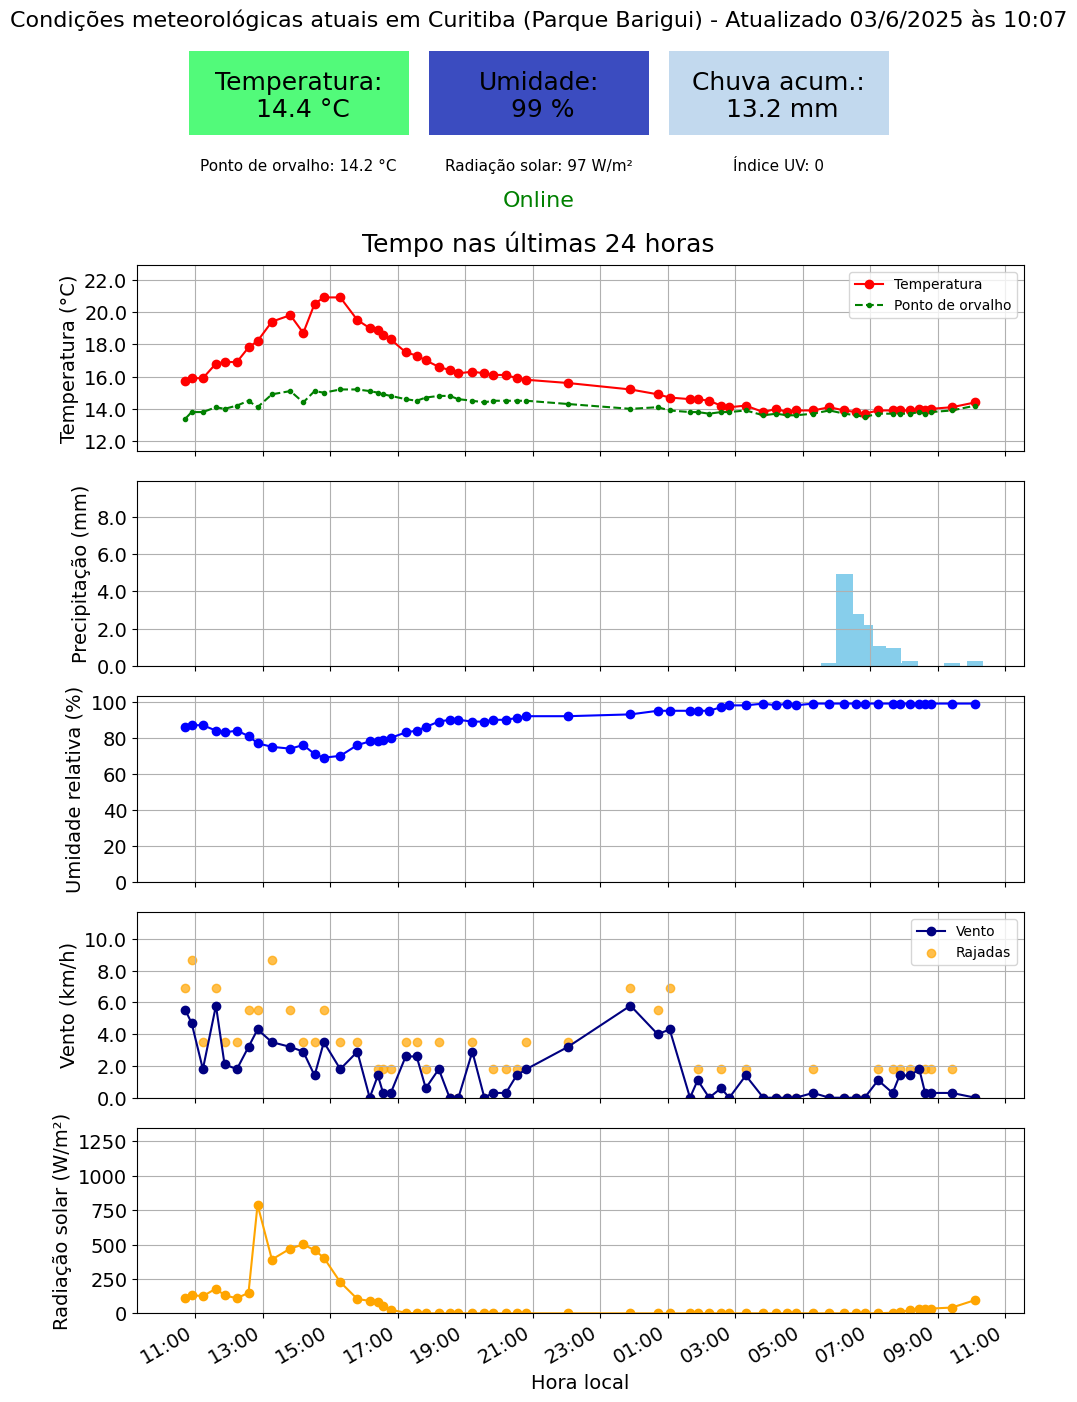 Condições meteorológicas atuais em Curitiba (Parque Barigui) - Atualizado 03/6/2025 às 10:07
Temperatura:
14.4 °C
Umidade:
99 %
Chuva acum.:
13.2 mm
Ponto de orvalho: 14.2 °C
Radiação solar: 97 W/m²
Índice UV: 0
Online
Tempo nas últimas 24 horas
Temperatura (°C)
22.0
20.0
18.0
16.0
14.0
12.0
Temperatura
Ponto de orvalho
Precipitação (mm)
8.0
6.0
4.0
2.0
0.0
Umidade relativa (%)
100
80
60
40
20
0
Vento (km/h)
10.0
8.0
6.0
4.0
2.0
0.0
Vento
Rajadas
Radiação solar (W/m²)
1250
1000
750
500
250
0
11:00 13:00 15:00 17:00 19:00 21:00 23:00 01:00 03:00 05:00 07:00 09:00 11:00
Hora local